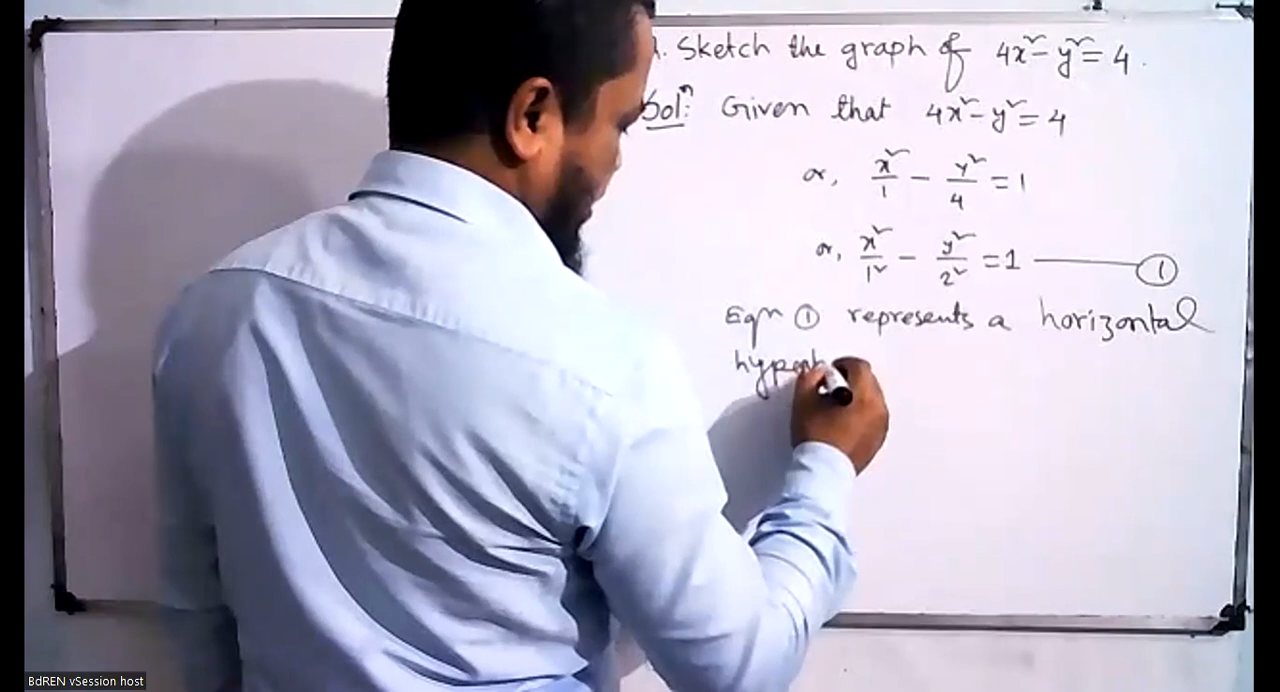 . Sketch the graph of 4x² - y² = 4.
Solⁿ: Given that 4x² - y² = 4
or, x²/1 - y²/4 = 1
or, x²/1² - y²/2² = 1 ——— ①
Eqn ① represents a horizontal
BdREN vSession host